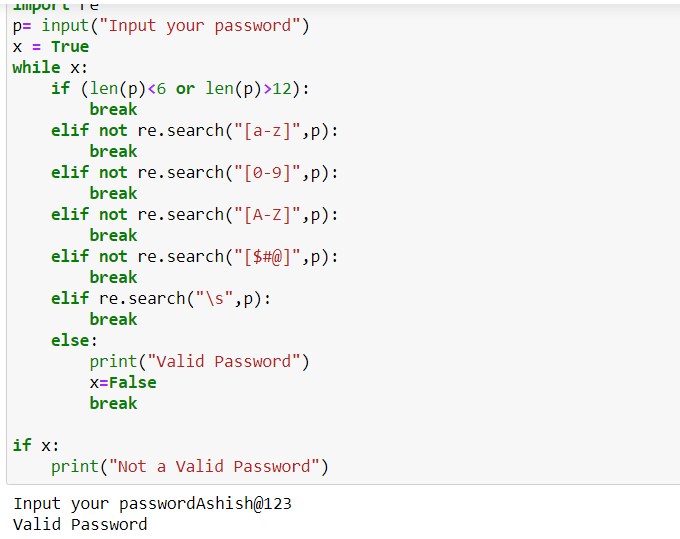 import re
p= input("Input your password")
x = True
while x:
    if (len(p)<6 or len(p)>12):
        break
    elif not re.search("[a-z]",p):
        break
    elif not re.search("[0-9]",p):
        break
    elif not re.search("[A-Z]",p):
        break
    elif not re.search("[$#@]",p):
        break
    elif re.search("\s",p):
        break
    else:
        print("Valid Password")
        x=False
        break

if x:
    print("Not a Valid Password")
Input your passwordAshish@123
Valid Password